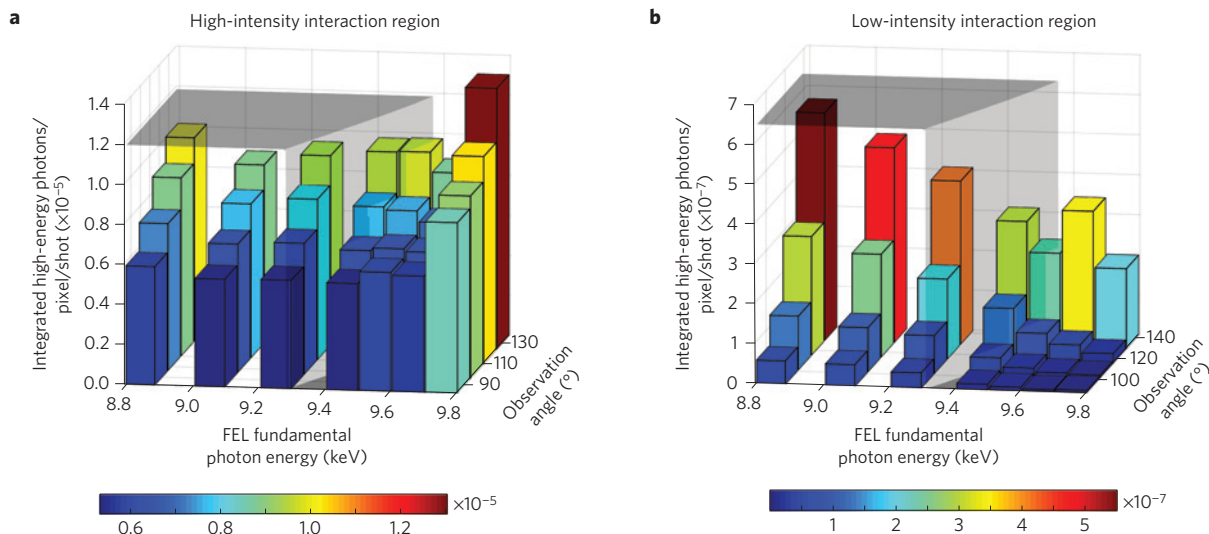 a
High-intensity interaction region
Integrated high-energy photons/
pixel/shot (×10⁻⁵)
1.4
1.2
1.0
0.8
0.6
0.4
0.2
0.0
8.8
9.0
9.2
9.4
9.6
9.8
90
110
130
Observation
angle (°)
FEL fundamental
photon energy (keV)
0.6
0.8
1.0
1.2
×10⁻⁵
b
Low-intensity interaction region
Integrated high-energy photons/
pixel/shot (×10⁻⁷)
7
6
5
4
3
2
1
0
8.8
9.0
9.2
9.4
9.6
9.8
100
120
140
Observation
angle (°)
FEL fundamental
photon energy (keV)
1
2
3
4
5
×10⁻⁷